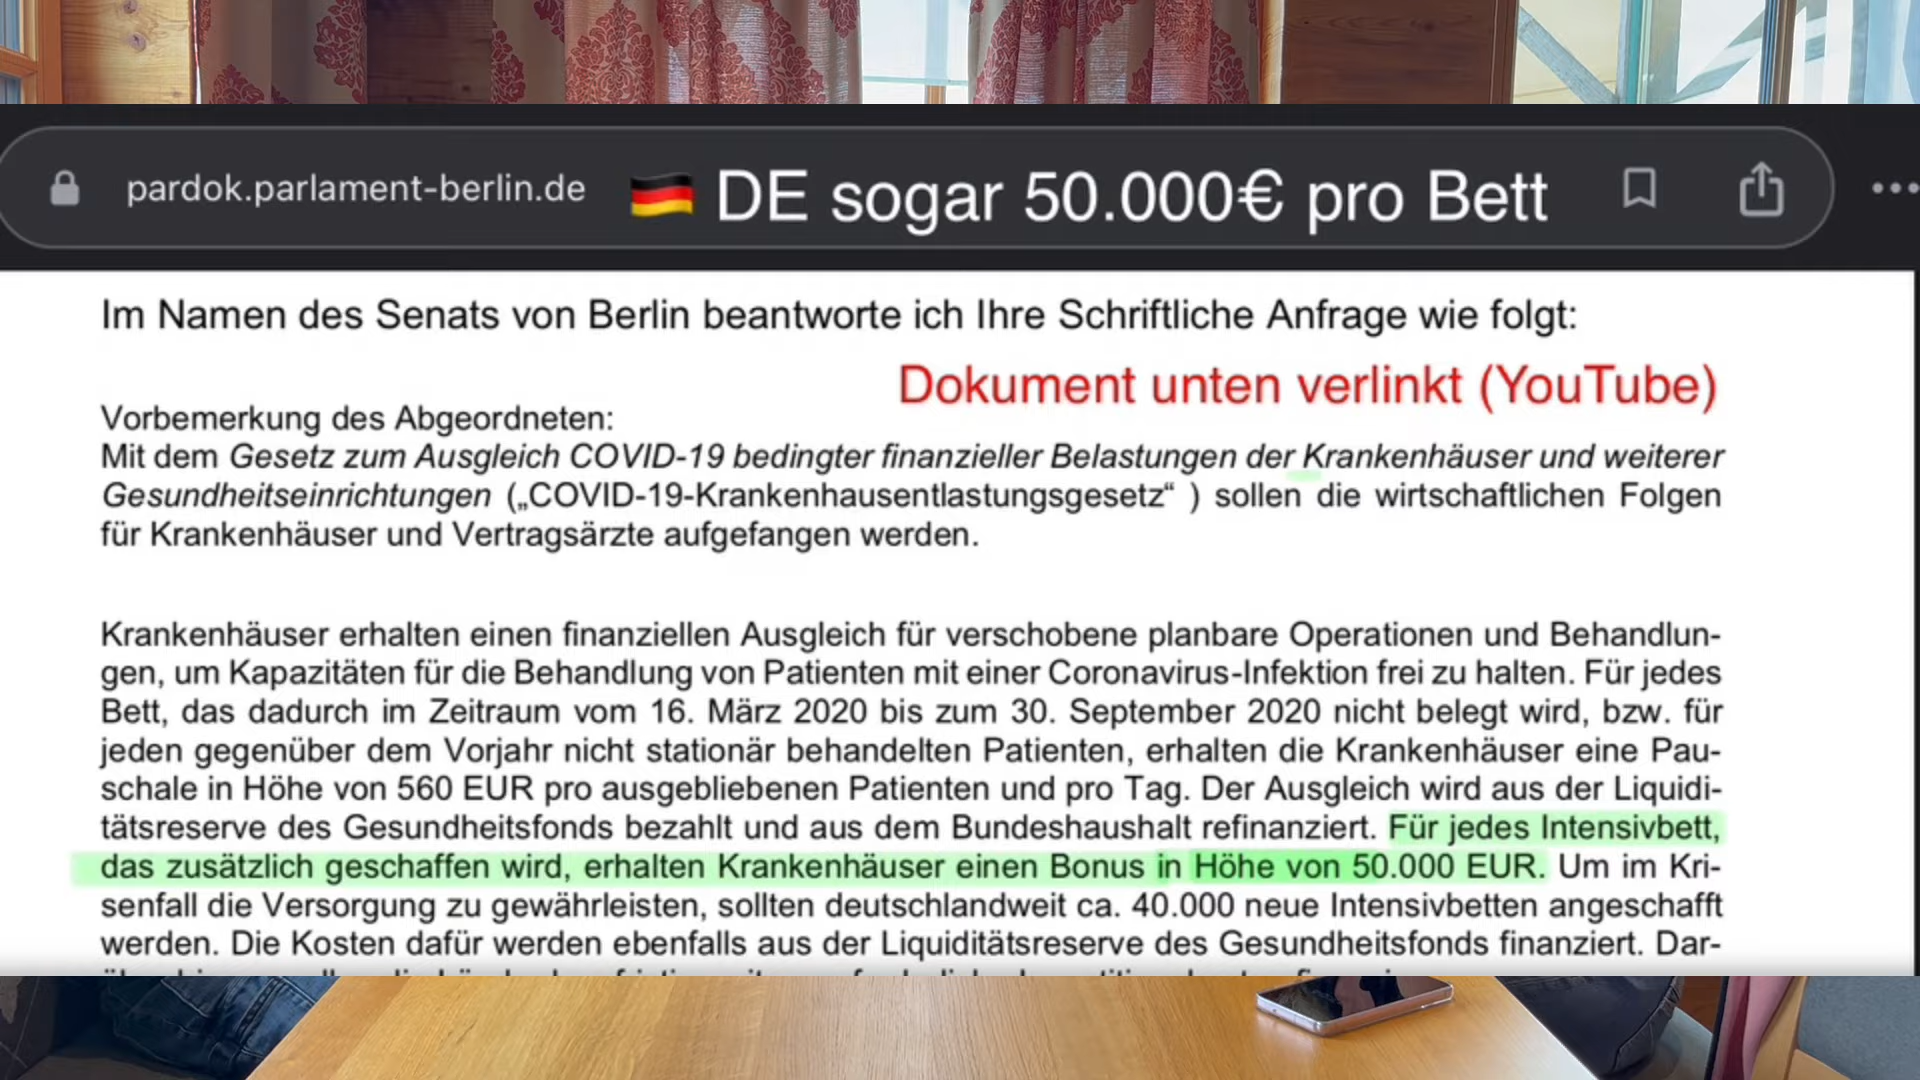 pardok.parlament-berlin.de
DE sogar 50.000€ pro Bett
Im Namen des Senats von Berlin beantworte ich Ihre Schriftliche Anfrage wie folgt:
Dokument unten verlinkt (YouTube)
Vorbemerkung des Abgeordneten:
Mit dem Gesetz zum Ausgleich COVID-19 bedingter finanzieller Belastungen der Krankenhäuser und weiterer
Gesundheitseinrichtungen („COVID-19-Krankenhausentlastungsgesetz“ ) sollen die wirtschaftlichen Folgen
für Krankenhäuser und Vertragsärzte aufgefangen werden.
Krankenhäuser erhalten einen finanziellen Ausgleich für verschobene planbare Operationen und Behandlun-
gen, um Kapazitäten für die Behandlung von Patienten mit einer Coronavirus-Infektion frei zu halten. Für jedes
Bett, das dadurch im Zeitraum vom 16. März 2020 bis zum 30. September 2020 nicht belegt wird, bzw. für
jeden gegenüber dem Vorjahr nicht stationär behandelten Patienten, erhalten die Krankenhäuser eine Pau-
schale in Höhe von 560 EUR pro ausgebliebenen Patienten und pro Tag. Der Ausgleich wird aus der Liquidi-
tätsreserve des Gesundheitsfonds bezahlt und aus dem Bundeshaushalt refinanziert. Für jedes Intensivbett,
das zusätzlich geschaffen wird, erhalten Krankenhäuser einen Bonus in Höhe von 50.000 EUR. Um im Kri-
senfall die Versorgung zu gewährleisten, sollten deutschlandweit ca. 40.000 neue Intensivbetten angeschafft
werden. Die Kosten dafür werden ebenfalls aus der Liquiditätsreserve des Gesundheitsfonds finanziert. Dar-